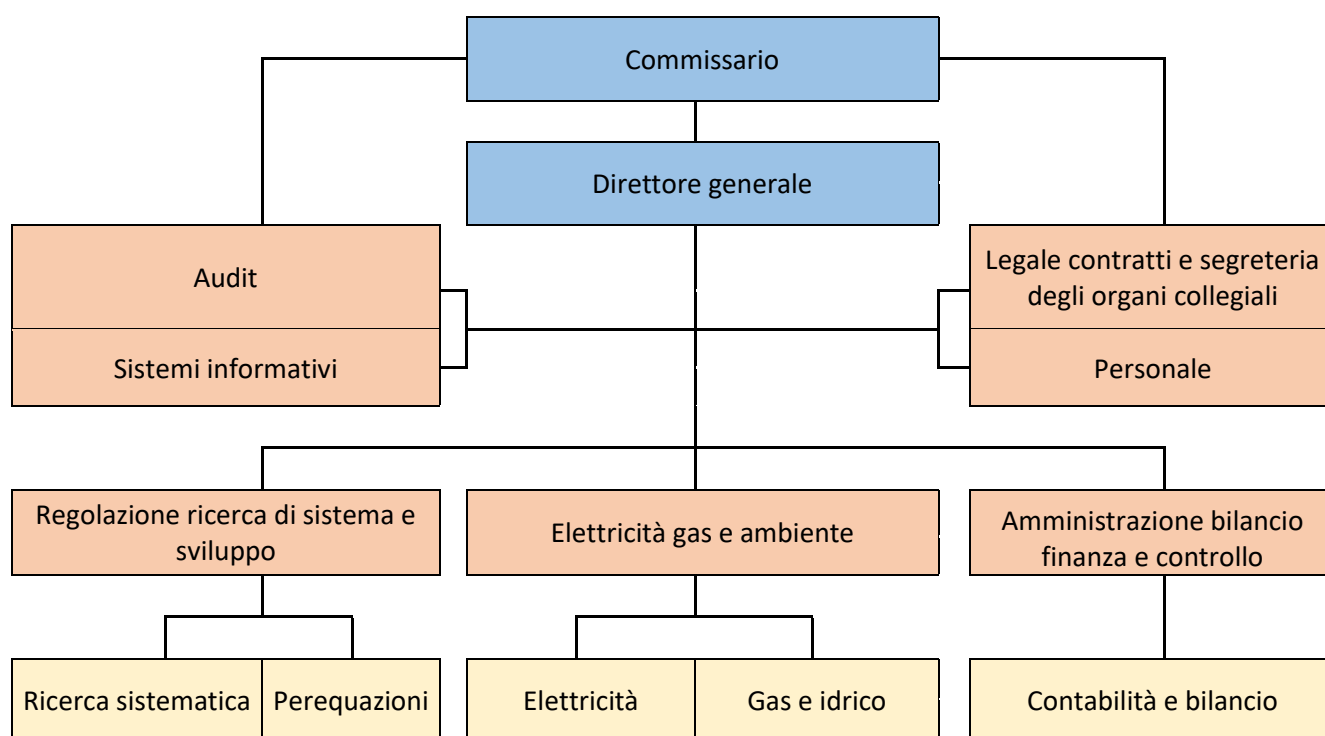 Commissario
Direttore generale
Audit
Legale contratti e segreteria
degli organi collegiali
Sistemi informativi
Personale
Regolazione ricerca di sistema e
sviluppo
Elettricità gas e ambiente
Amministrazione bilancio
finanza e controllo
Ricerca sistematica
Perequazioni
Elettricità
Gas e idrico
Contabilità e bilancio